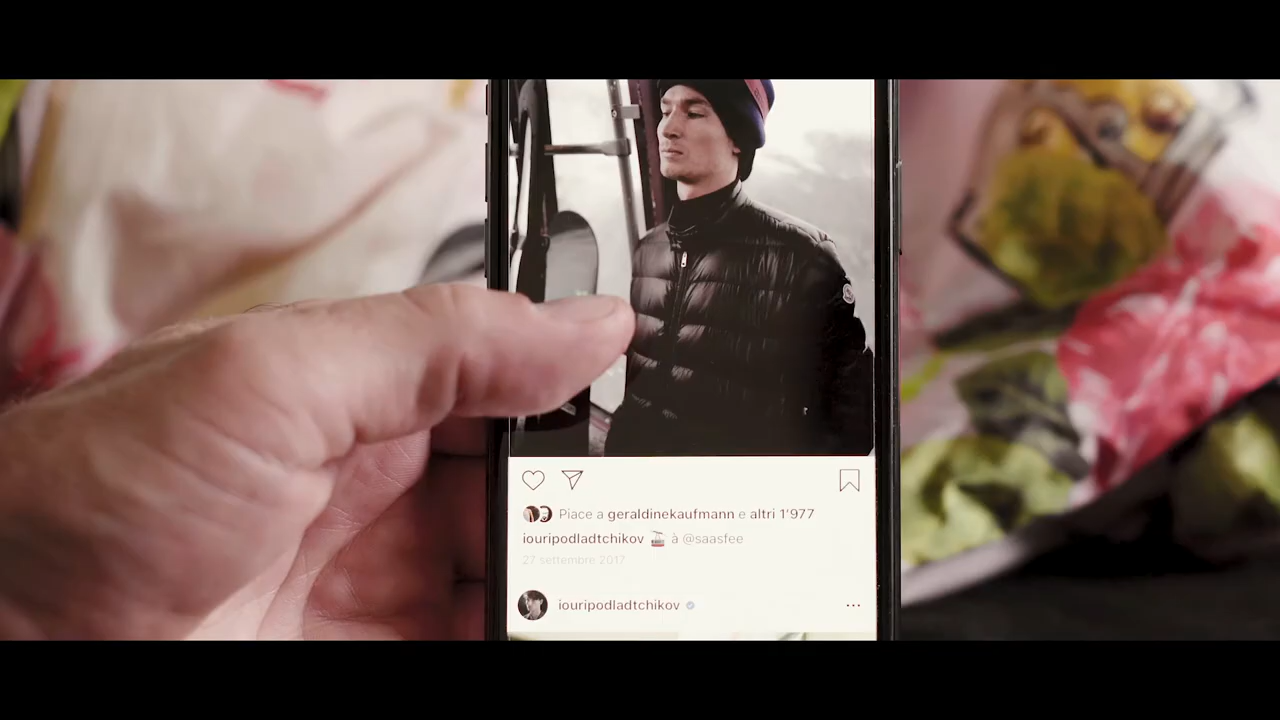 Piace a geraldinekaufmann e altri 1'977
iouripodladtchikov 🚠 à @saasfee
27 settembre 2017
iouripodladtchikov